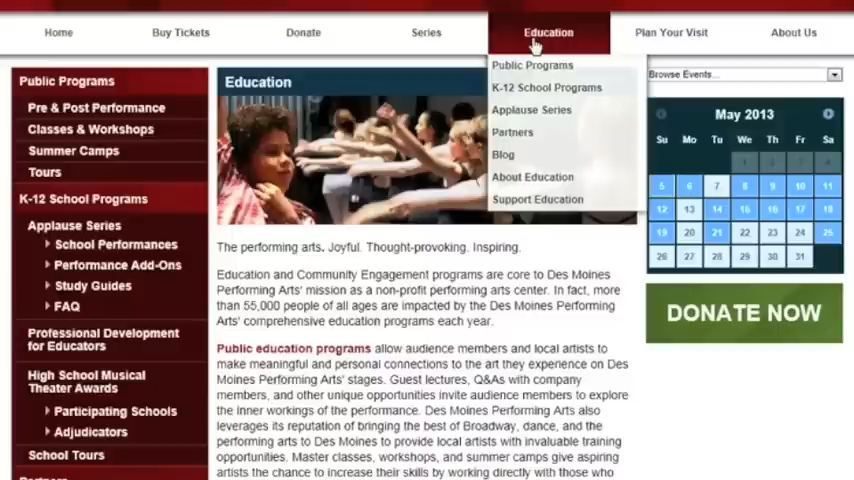 Home
Buy Tickets
Donate
Series
Education
Plan Your Visit
About Us
Public Programs
K-12 School Programs
Applause Series
Partners
Blog
About Education
Support Education
Public Programs
Pre & Post Performance
Classes & Workshops
Summer Camps
Tours
K-12 School Programs
Applause Series
School Performances
Performance Add-Ons
Study Guides
FAQ
Professional Development
for Educators
High School Musical
Theater Awards
Participating Schools
Adjudicators
School Tours
Partners
Education
The performing arts. Joyful. Thought-provoking. Inspiring.
Education and Community Engagement programs are core to Des Moines
Performing Arts' mission as a non-profit performing arts center. In fact, more
than 55,000 people of all ages are impacted by the Des Moines Performing
Arts' comprehensive education programs each year.
Public education programs allow audience members and local artists to
make meaningful and personal connections to the art they experience on Des
Moines Performing Arts' stages. Guest lectures, Q&As with company
members, and other unique opportunities invite audience members to explore
the inner workings of the performance. Des Moines Performing Arts also
leverages its reputation of bringing the best of Broadway, dance, and the
performing arts to Des Moines to provide local artists with invaluable training
opportunities. Master classes, workshops, and summer camps give aspiring
artists the chance to increase their skills by working directly with those who
Browse Events...
May 2013
Su Mo Tu We Th Fr Sa
1 2 3 4
5 6 7 8 9 10 11
12 13 14 15 16 17 18
19 20 21 22 23 24 25
26 27 28 29 30 31
DONATE NOW